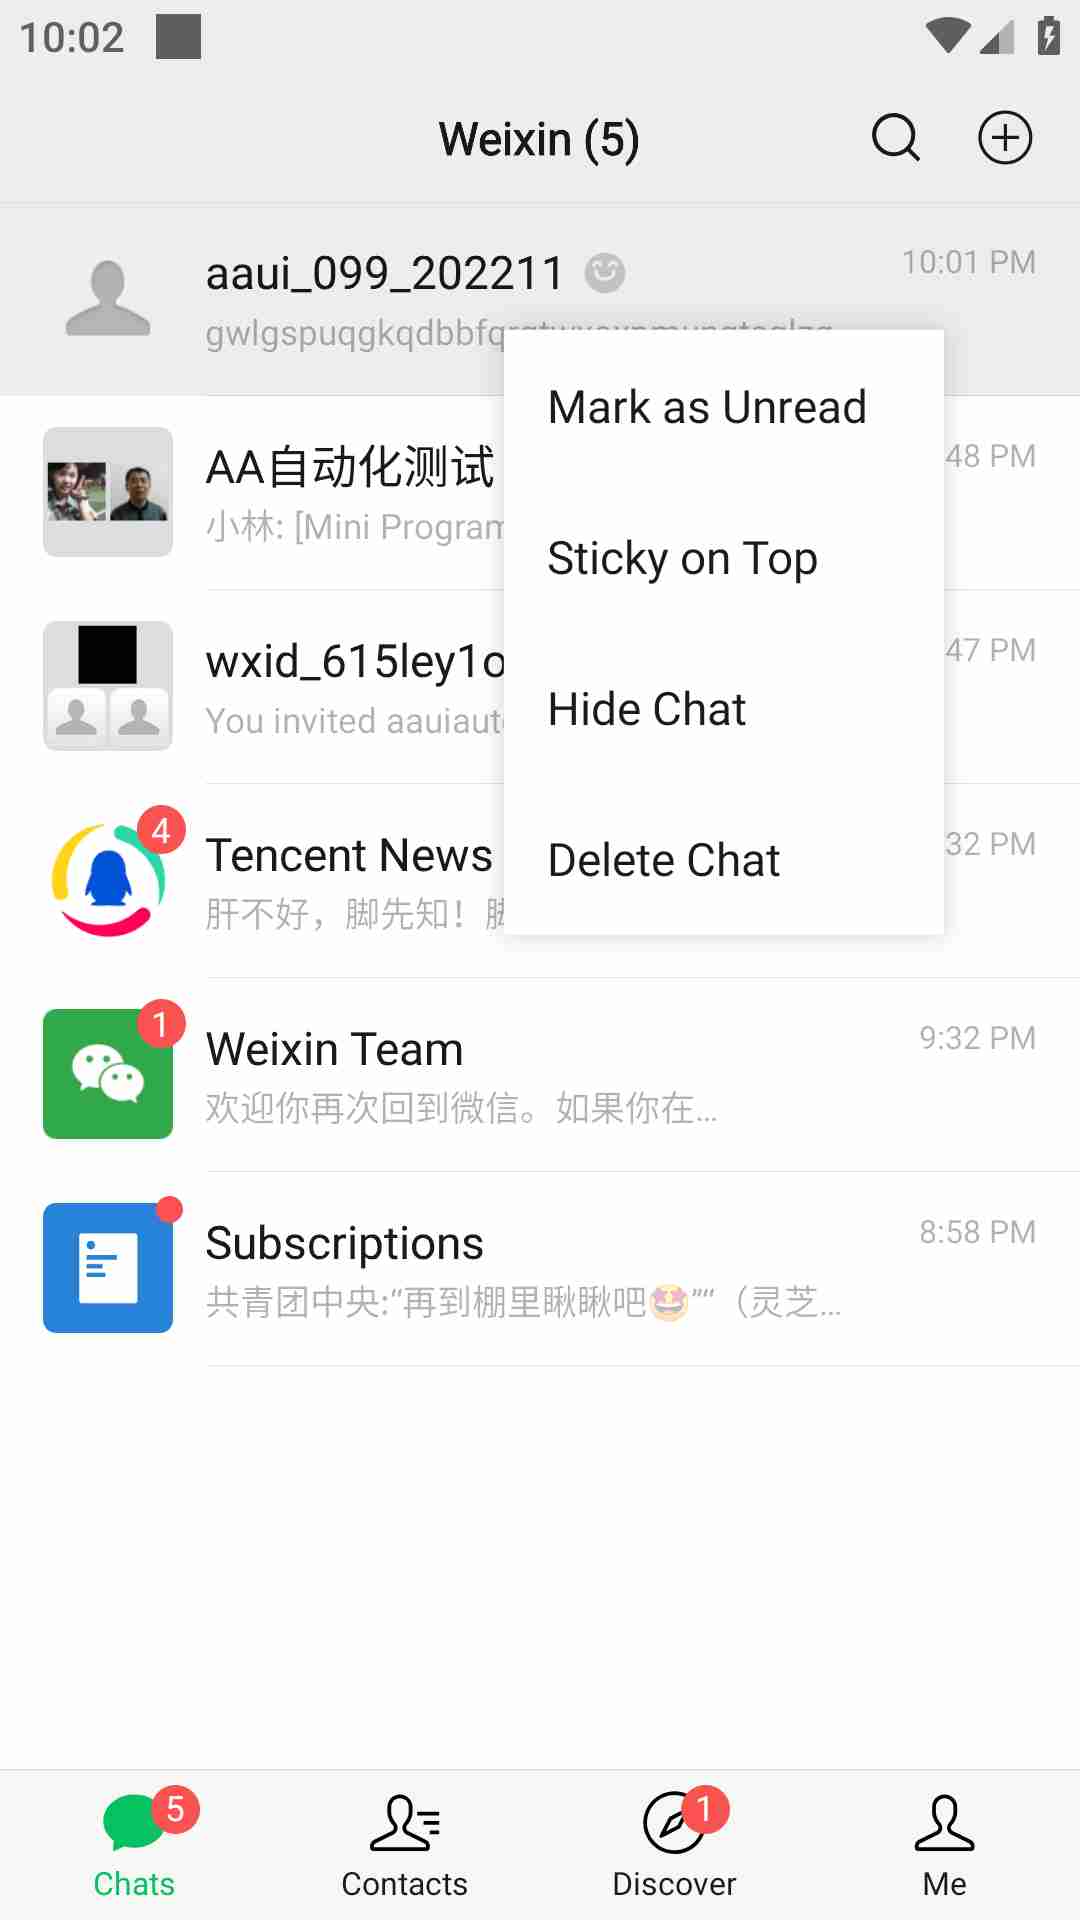 10:02
Weixin (5)
aaui_099_202211
10:01 PM
Mark as Unread
Sticky on Top
Hide Chat
Delete Chat
AA自动化测试
48 PM
小林: [Mini Program
wxid_615ley1o
47 PM
You invited aauiaut
4
Tencent News
32 PM
肝不好，脚先知！
1
Weixin Team
9:32 PM
欢迎你再次回到微信。如果你在...
Subscriptions
8:58 PM
共青团中央:“再到棚里瞅瞅吧🤩”“（灵芝...
5
1
Chats
Contacts
Discover
Me